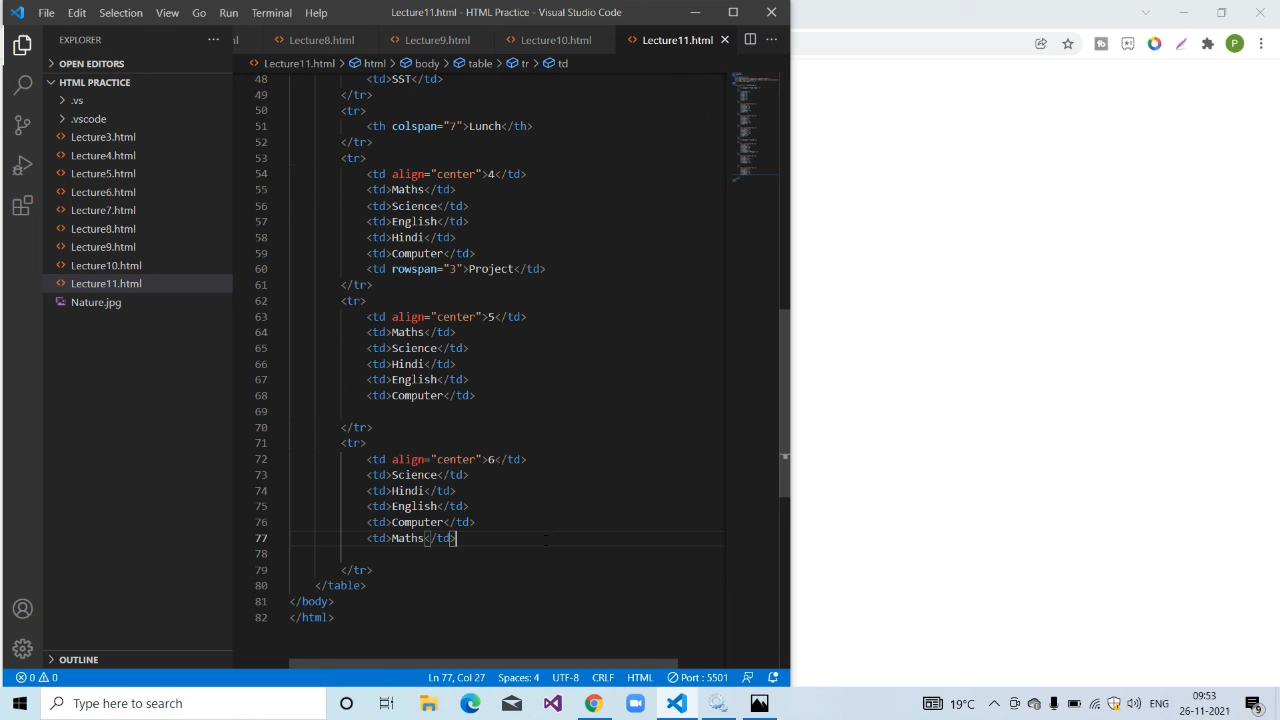 File Edit Selection View Go Run Terminal Help
Lecture11.html - HTML Practice - Visual Studio Code
EXPLORER
OPEN EDITORS
HTML PRACTICE
.vs
.vscode
Lecture3.html
Lecture4.html
Lecture5.html
Lecture6.html
Lecture7.html
Lecture8.html
Lecture9.html
Lecture10.html
Lecture11.html
Nature.jpg
OUTLINE
Lecture8.html Lecture9.html Lecture10.html Lecture11.html
Lecture11.html > html > body > table > tr > td
48 <td>SST</td>
49 </tr>
50 <tr>
51 <th colspan="7">Lunch</th>
52 </tr>
53 <tr>
54 <td align="center">4</td>
55 <td>Maths</td>
56 <td>Science</td>
57 <td>English</td>
58 <td>Hindi</td>
59 <td>Computer</td>
60 <td rowspan="3">Project</td>
61 </tr>
62 <tr>
63 <td align="center">5</td>
64 <td>Maths</td>
65 <td>Science</td>
66 <td>Hindi</td>
67 <td>English</td>
68 <td>Computer</td>
69
70 </tr>
71 <tr>
72 <td align="center">6</td>
73 <td>Science</td>
74 <td>Hindi</td>
75 <td>English</td>
76 <td>Computer</td>
77 <td>Maths</td>
78
79 </tr>
80 </table>
81 </body>
82 </html>
0 0 Ln 77, Col 27 Spaces: 4 UTF-8 CRLF HTML Port : 5501
P
Type here to search
19°C
09:53
26-11-2021
9